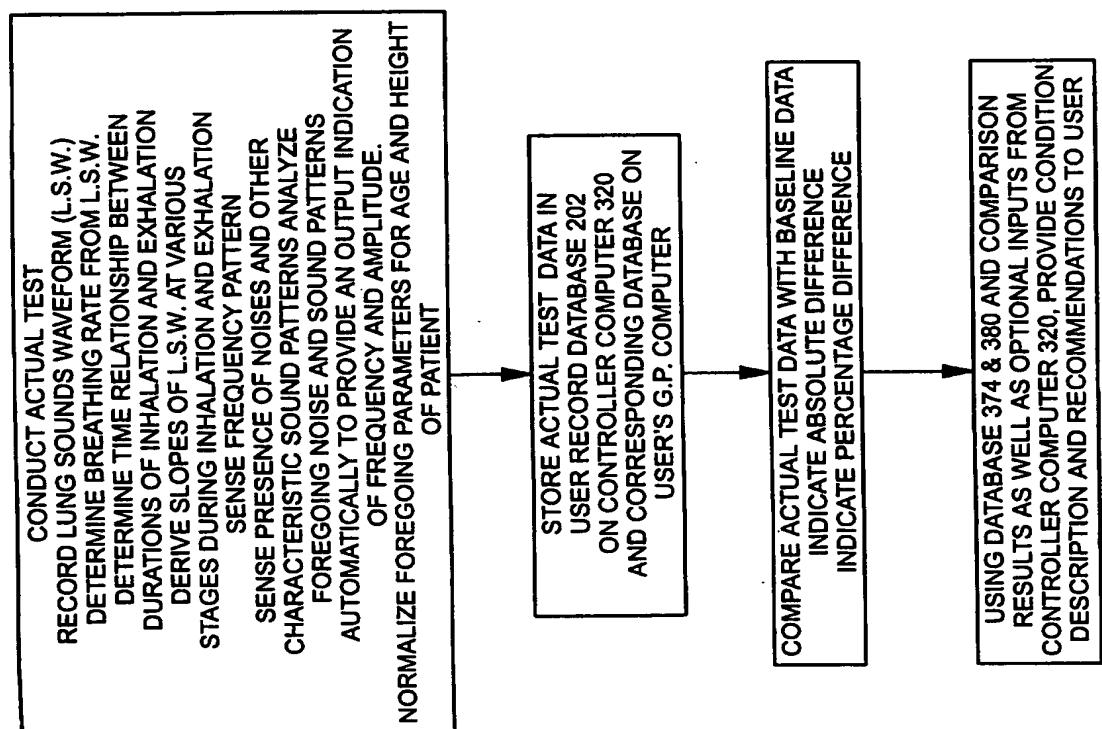 CONDUCT ACTUAL TEST
RECORD LUNG SOUNDS WAVEFORM (L.S.W.)
DETERMINE BREATHING RATE FROM L.S.W.
DETERMINE TIME RELATIONSHIP BETWEEN
DURATIONS OF INHALATION AND EXHALATION
DERIVE SLOPES OF L.S.W. AT VARIOUS
STAGES DURING INHALATION AND EXHALATION
SENSE FREQUENCY PATTERN
SENSE PRESENCE OF NOISES AND OTHER
CHARACTERISTIC SOUND PATTERNS ANALYZE
FOREGOING NOISE AND SOUND PATTERNS
AUTOMATICALLY TO PROVIDE AN OUTPUT INDICATION
OF FREQUENCY AND AMPLITUDE.
NORMALIZE FOREGOING PARAMETERS FOR AGE AND HEIGHT
OF PATIENT
STORE ACTUAL TEST DATA IN
USER RECORD DATABASE 202
ON CONTROLLER COMPUTER 320
AND CORRESPONDING DATABASE ON
USER'S G.P. COMPUTER
COMPARE ACTUAL TEST DATA WITH BASELINE DATA
INDICATE ABSOLUTE DIFFERENCE
INDICATE PERCENTAGE DIFFERENCE
USING DATABASE 374 & 380 AND COMPARISON
RESULTS AS WELL AS OPTIONAL INPUTS FROM
CONTROLLER COMPUTER 320, PROVIDE CONDITION
DESCRIPTION AND RECOMMENDATIONS TO USER